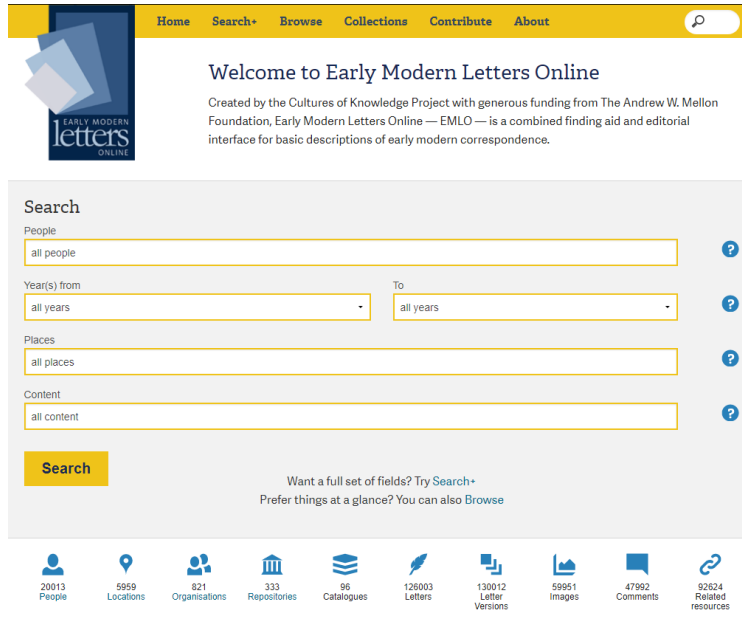 Home Search+ Browse Collections Contribute About
EARLY MODERN
letters
ONLINE
Welcome to Early Modern Letters Online
Created by the Cultures of Knowledge Project with generous funding from The Andrew W. Mellon
Foundation, Early Modern Letters Online — EMLO — is a combined finding aid and editorial
interface for basic descriptions of early modern correspondence.
Search
People
all people
?
Year(s) from To
all years all years
?
Places
all places
?
Content
all content
?
Search
Want a full set of fields? Try Search+
Prefer things at a glance? You can also Browse
20013 5959 821 333 96 126003 130012 59951 47992 92624
People Locations Organisations Repositories Catalogues Letters Letter Images Comments Related
Versions resources